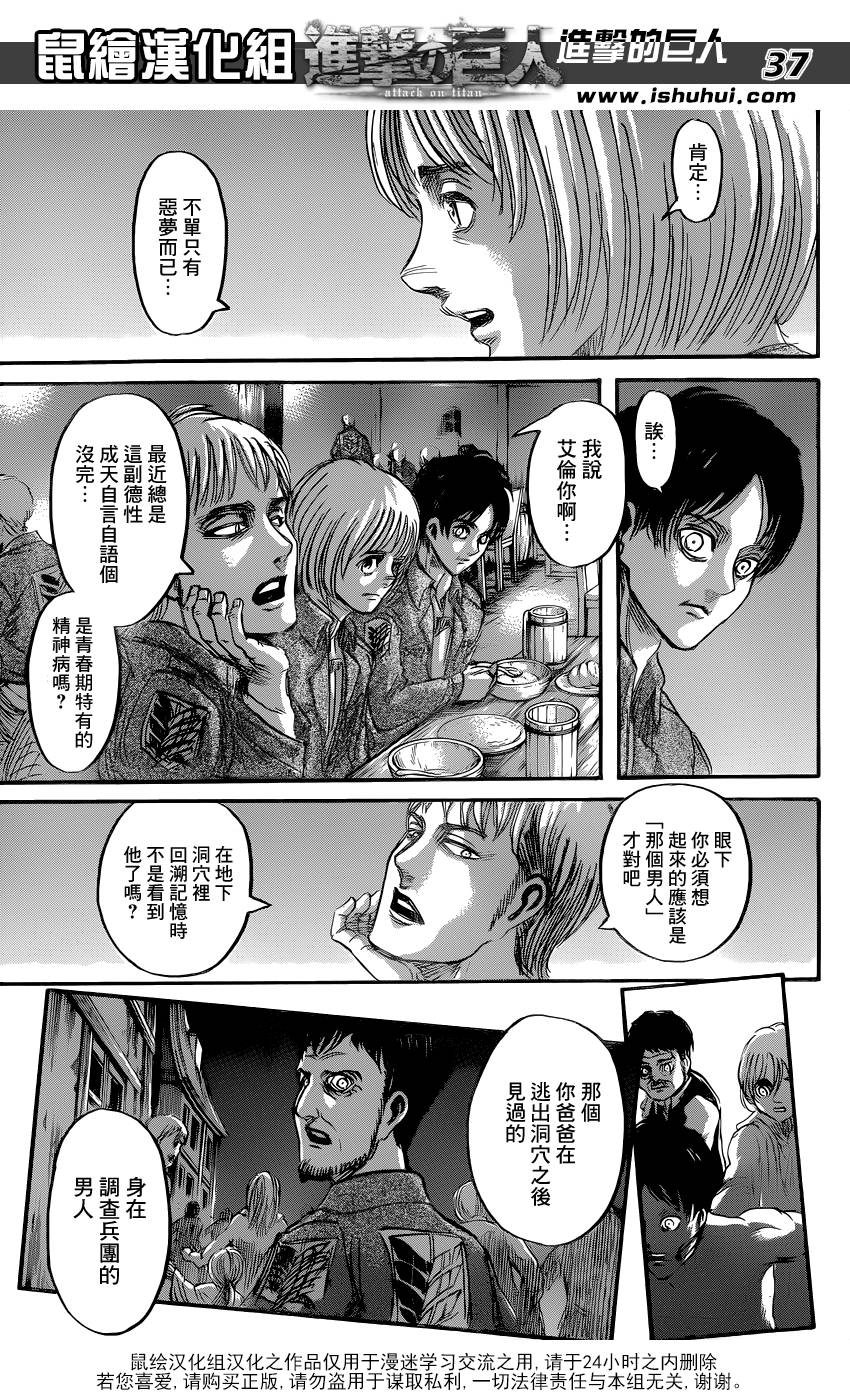 鼠繪漢化組
進撃の巨人
attack on titan
進擊的巨人
37
www.ishuhui.com
肯定…
不單只有
惡夢而已…
誒…
我說
艾倫你啊…
最近總是
這副德性
成天自言自語個
沒完…
是青春期特有的
精神病嗎?
眼下
你必須想
起來的應該是
「那個男人」
才對吧
在地下
洞穴裡
回溯記憶時
不是看到
他了嗎?
那個
你爸爸在
逃出洞穴之後
見過的
身在
調查兵團的
男人
鼠绘汉化组汉化之作品仅用于漫迷学习交流之用, 请于24小时之内删除
若您喜爱, 请购买正版, 请勿用于谋取私利, 一切法律责任与本组无关, 谢谢。